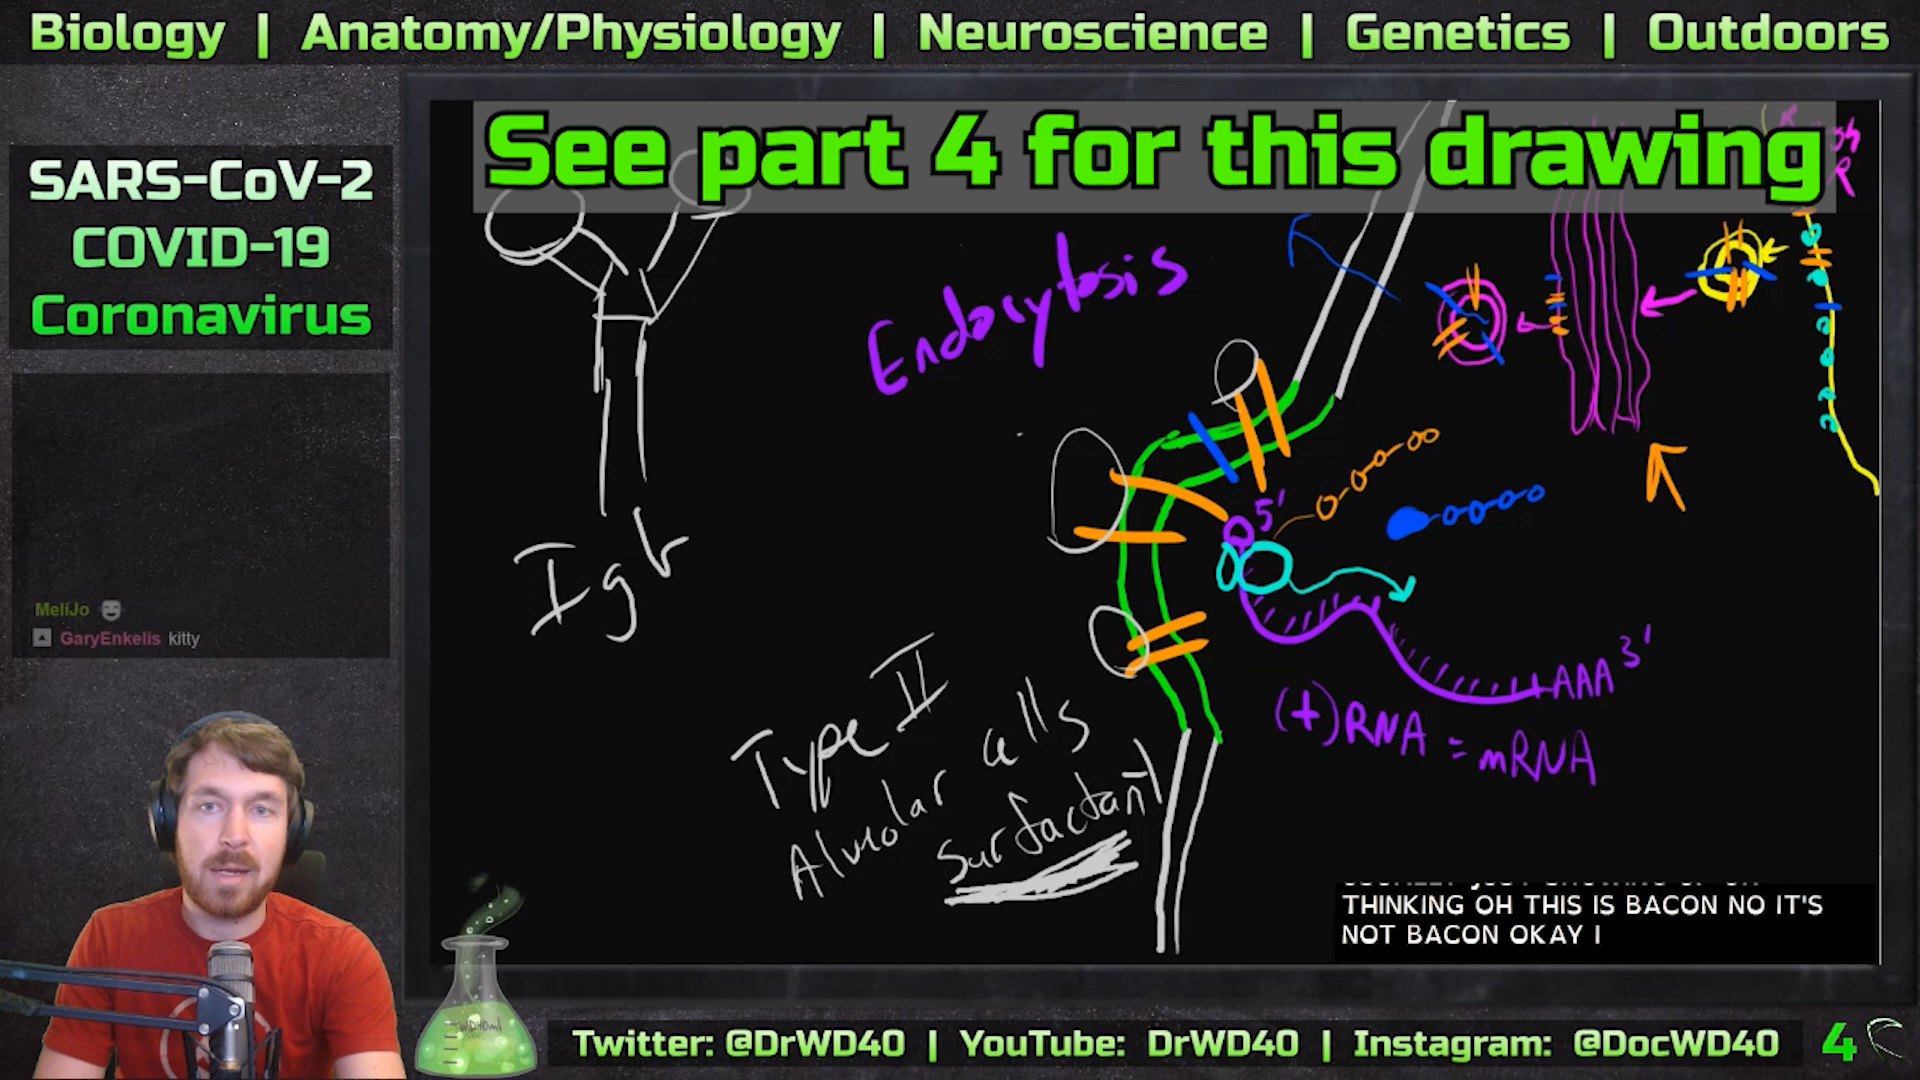 Biology | Anatomy/Physiology | Neuroscience | Genetics | Outdoors
See part 4 for this drawing
SARS-CoV-2
COVID-19
Coronavirus
Endocytosis
5'
MeliJo
GaryEnkelis kitty
Type II
Alveolar cells
Surfactant
AAA 3'
(+)RNA = mRNA
THINKING OH THIS IS BACON NO IT'S
NOT BACON OKAY I
Twitter: @DrWD40 | YouTube: DrWD40 | Instagram: @DocWD40
4